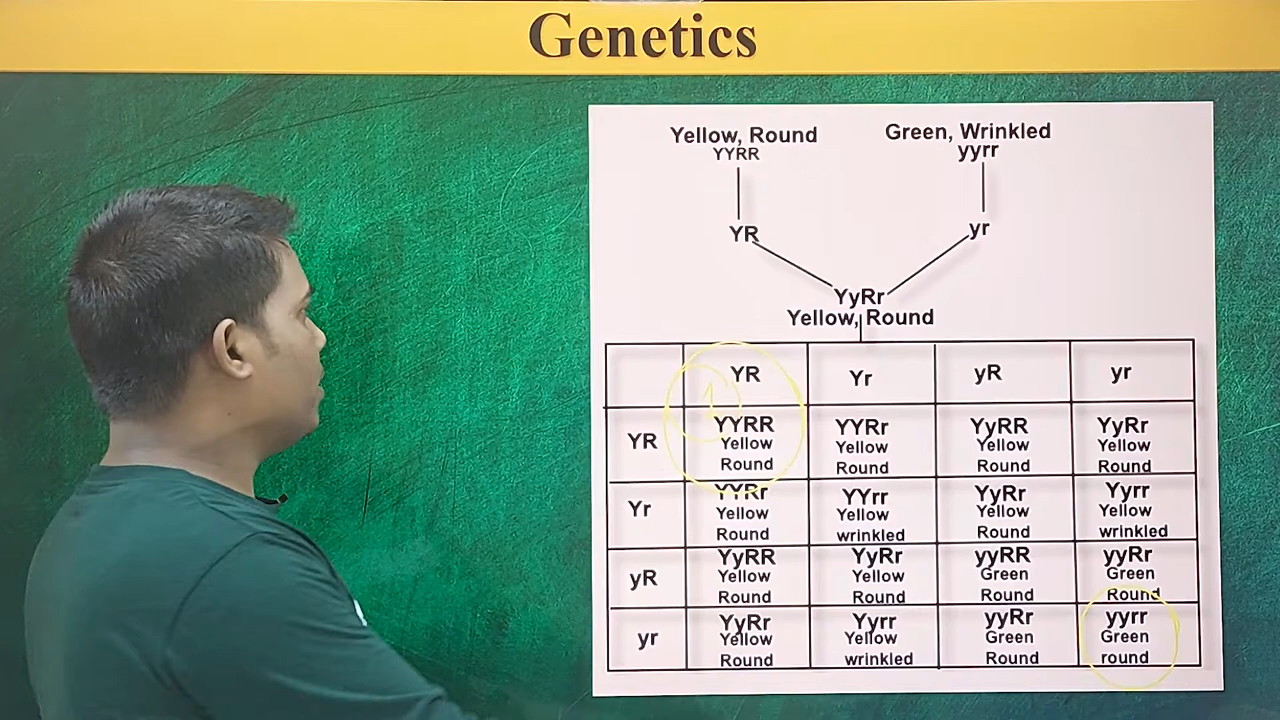 Genetics
Yellow, Round
YYRR
Green, Wrinkled
yyrr
YR
yr
YyRr
Yellow, Round
YR Yr yR yr
YR
YYRR
Yellow
Round
YYRr
Yellow
Round
YyRR
Yellow
Round
YyRr
Yellow
Round
Yr
YYRr
Yellow
Round
YYrr
Yellow
wrinkled
YyRr
Yellow
Round
Yyrr
Yellow
wrinkled
yR
YyRR
Yellow
Round
YyRr
Yellow
Round
yyRR
Green
Round
yyRr
Green
Round
yr
YyRr
Yellow
Round
Yyrr
Yellow
wrinkled
yyRr
Green
Round
yyrr
Green
round
1